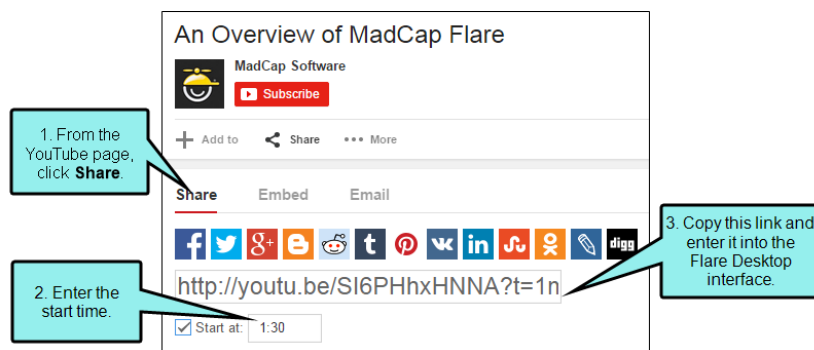 An Overview of MadCap Flare
MadCap Software
Subscribe
Add to Share More
1. From the
YouTube page,
click Share.
Share Embed Email
f g+ B t in digg
http://youtu.be/SI6PHhxHNNA?t=1n
3. Copy this link and
enter it into the
Flare Desktop
interface.
2. Enter the
start time.
Start at: 1:30